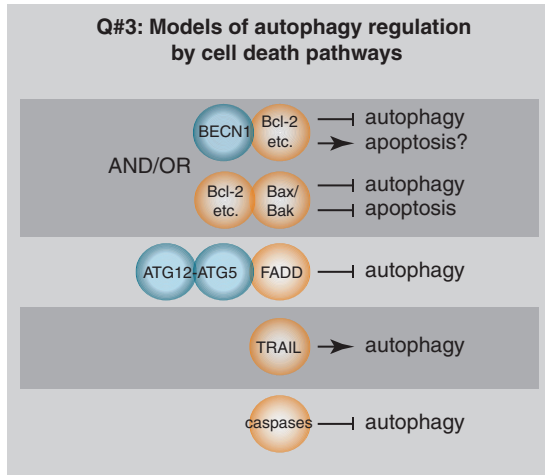 Q#3: Models of autophagy regulation
by cell death pathways
BECN1
Bcl-2
etc.
autophagy
apoptosis?
AND/OR
Bcl-2
etc.
Bax/
Bak
autophagy
apoptosis
ATG12-ATG5
FADD
autophagy
TRAIL
autophagy
caspases
autophagy